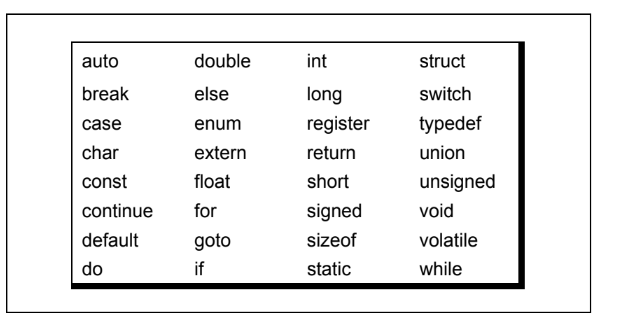 auto double int struct
break else long switch
case enum register typedef
char extern return union
const float short unsigned
continue for signed void
default goto sizeof volatile
do if static while